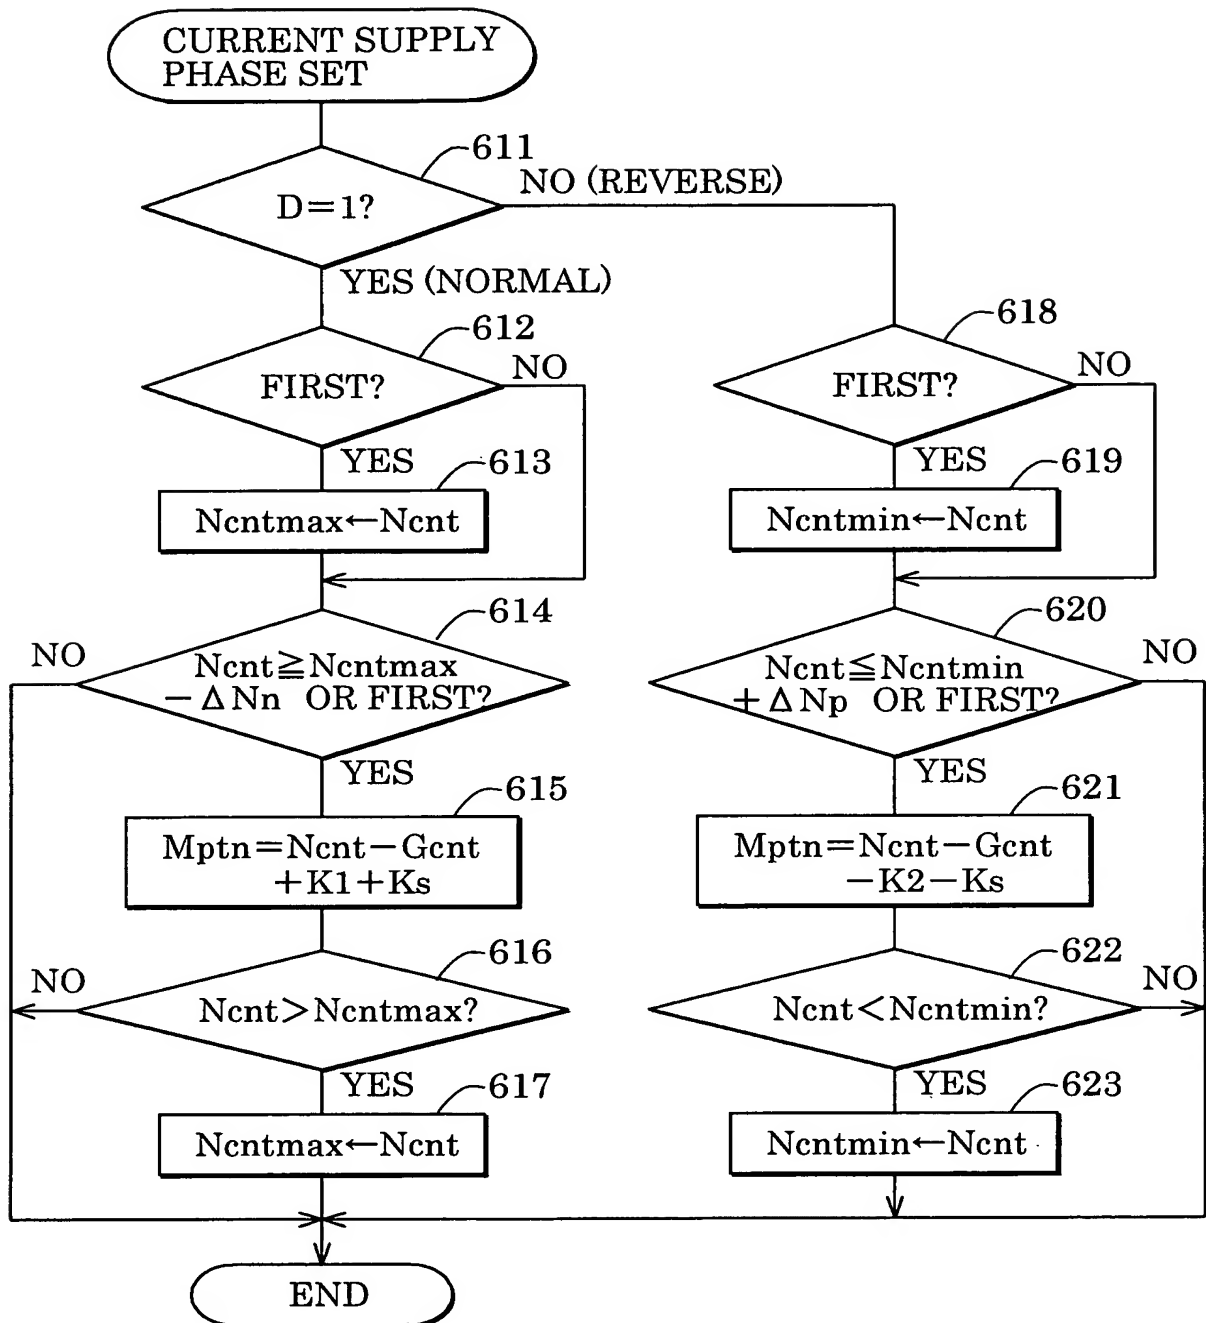 CURRENT SUPPLY
PHASE SET
611
D=1?
NO (REVERSE)
YES (NORMAL)
612
FIRST?
NO
YES
613
Ncntmax←Ncnt
614
NO
Ncnt≧Ncntmax
−ΔNn OR FIRST?
YES
615
Mptn=Ncnt−Gcnt
+K1+Ks
616
NO
Ncnt>Ncntmax?
YES
617
Ncntmax←Ncnt
618
FIRST?
NO
YES
619
Ncntmin←Ncnt
620
Ncnt≦Ncntmin
+ΔNp OR FIRST?
NO
YES
621
Mptn=Ncnt−Gcnt
−K2−Ks
622
Ncnt<Ncntmin?
NO
YES
623
Ncntmin←Ncnt
END